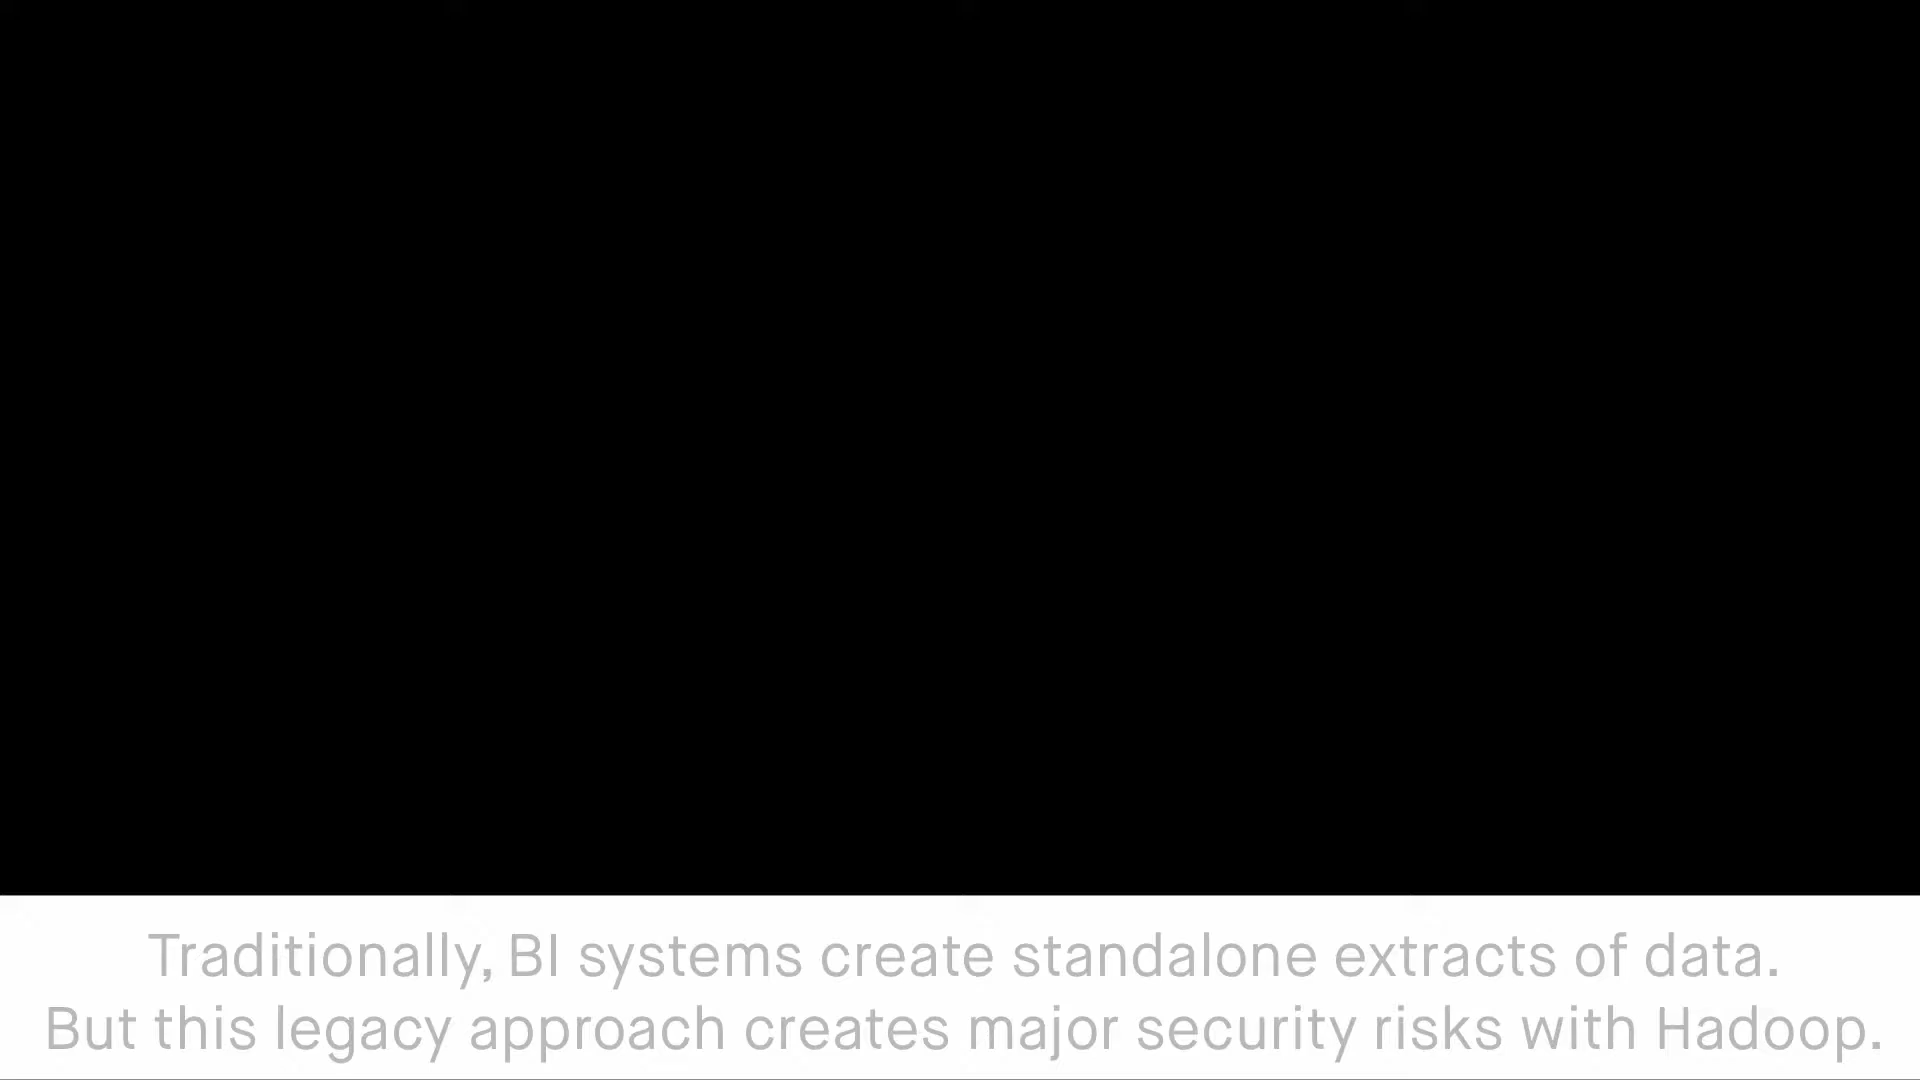 Traditionally, BI systems create standalone extracts of data.
But this legacy approach creates major security risks with Hadoop.